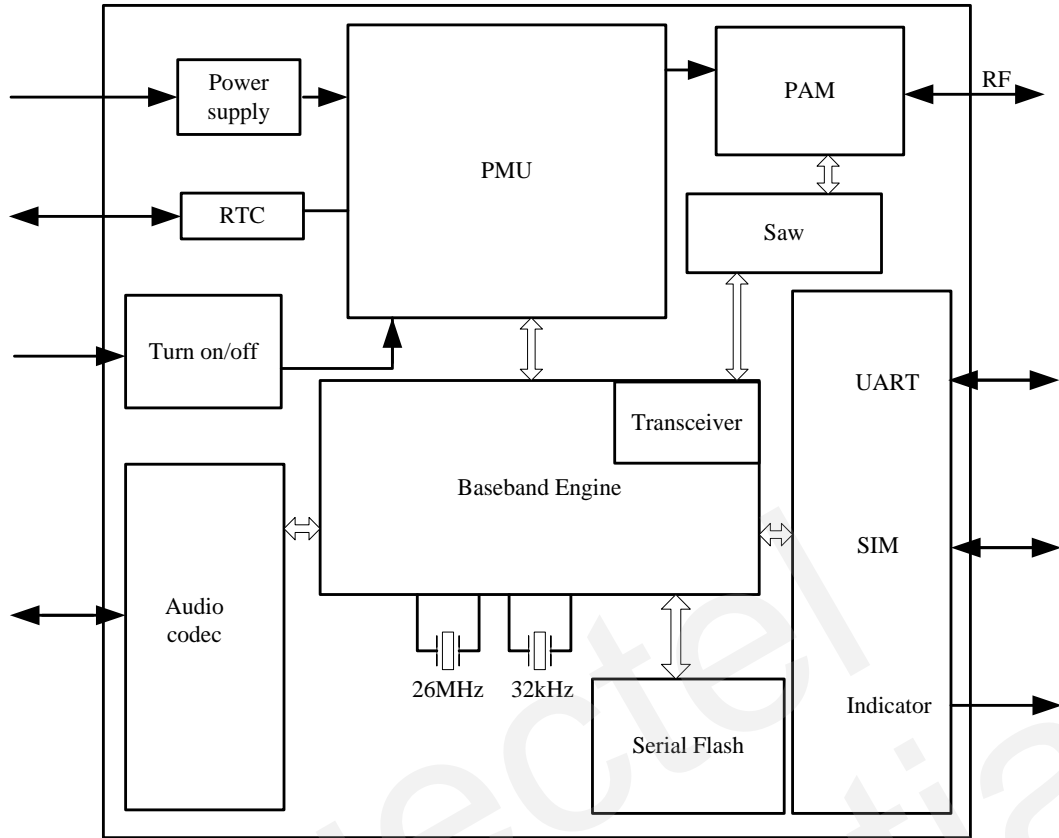 Power
supply
PMU
PAM
RF
RTC
Saw
Turn on/off
Transceiver
UART
Baseband Engine
SIM
Audio
codec
26MHz
32kHz
Indicator
Serial Flash